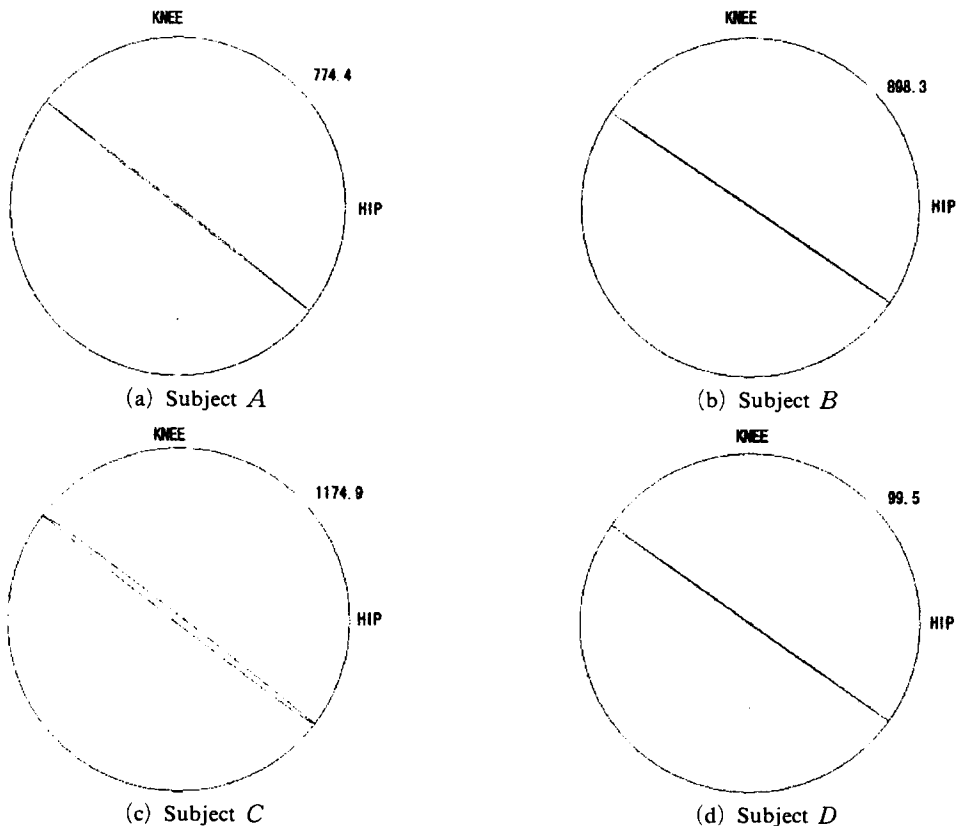 KNEE
774.4
HIP
(a) Subject A
KNEE
898.3
HIP
(b) Subject B
KNEE
1174.9
HIP
(c) Subject C
KNEE
99.5
HIP
(d) Subject D